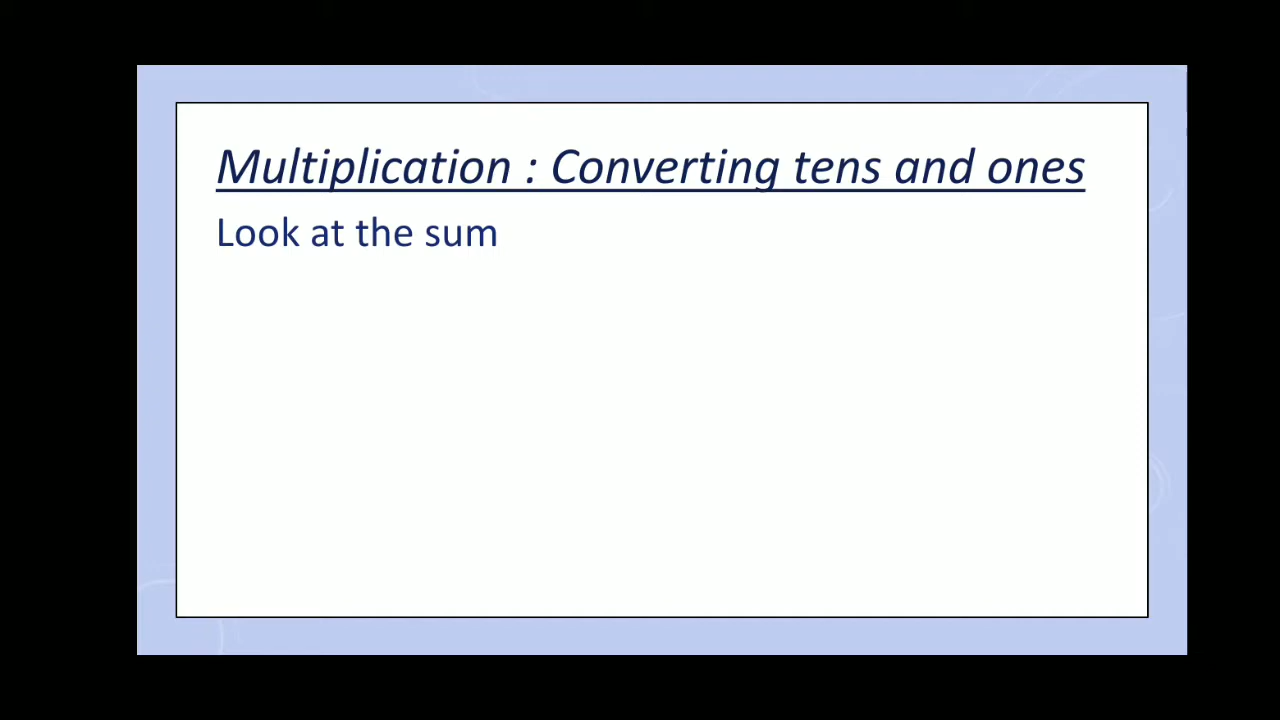 Multiplication : Converting tens and ones
Look at the sum